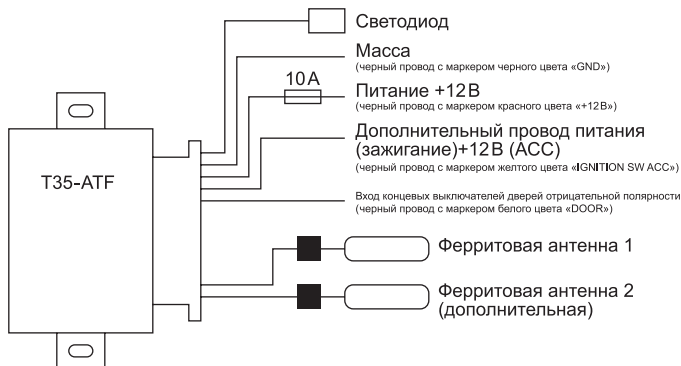 Светодиод
Масса
(черный провод с маркером черного цвета «GND»)
10А
Питание +12В
(черный провод с маркером красного цвета «+12В»)
Дополнительный провод питания
(зажигание)+12В (АСС)
(черный провод с маркером желтого цвета «IGNITION SW ACC»)
T35-ATF
Вход концевых выключателей дверей отрицательной полярности
(черный провод с маркером белого цвета «DOOR»)
Ферритовая антенна 1
Ферритовая антенна 2
(дополнительная)